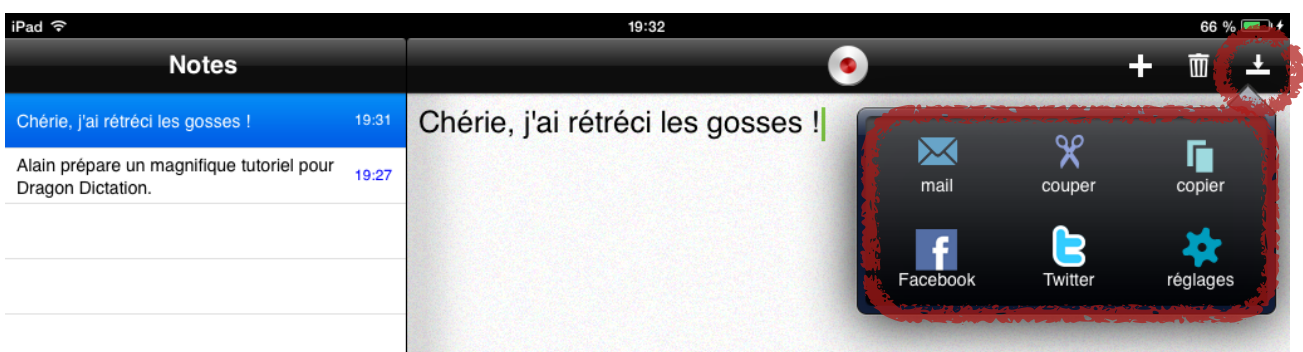 iPad 19:32 66 %
Notes
Chérie, j'ai rétréci les gosses ! 19:31
Alain prépare un magnifique tutoriel pour
Dragon Dictation. 19:27
Chérie, j'ai rétréci les gosses !
mail couper copier
Facebook Twitter réglages